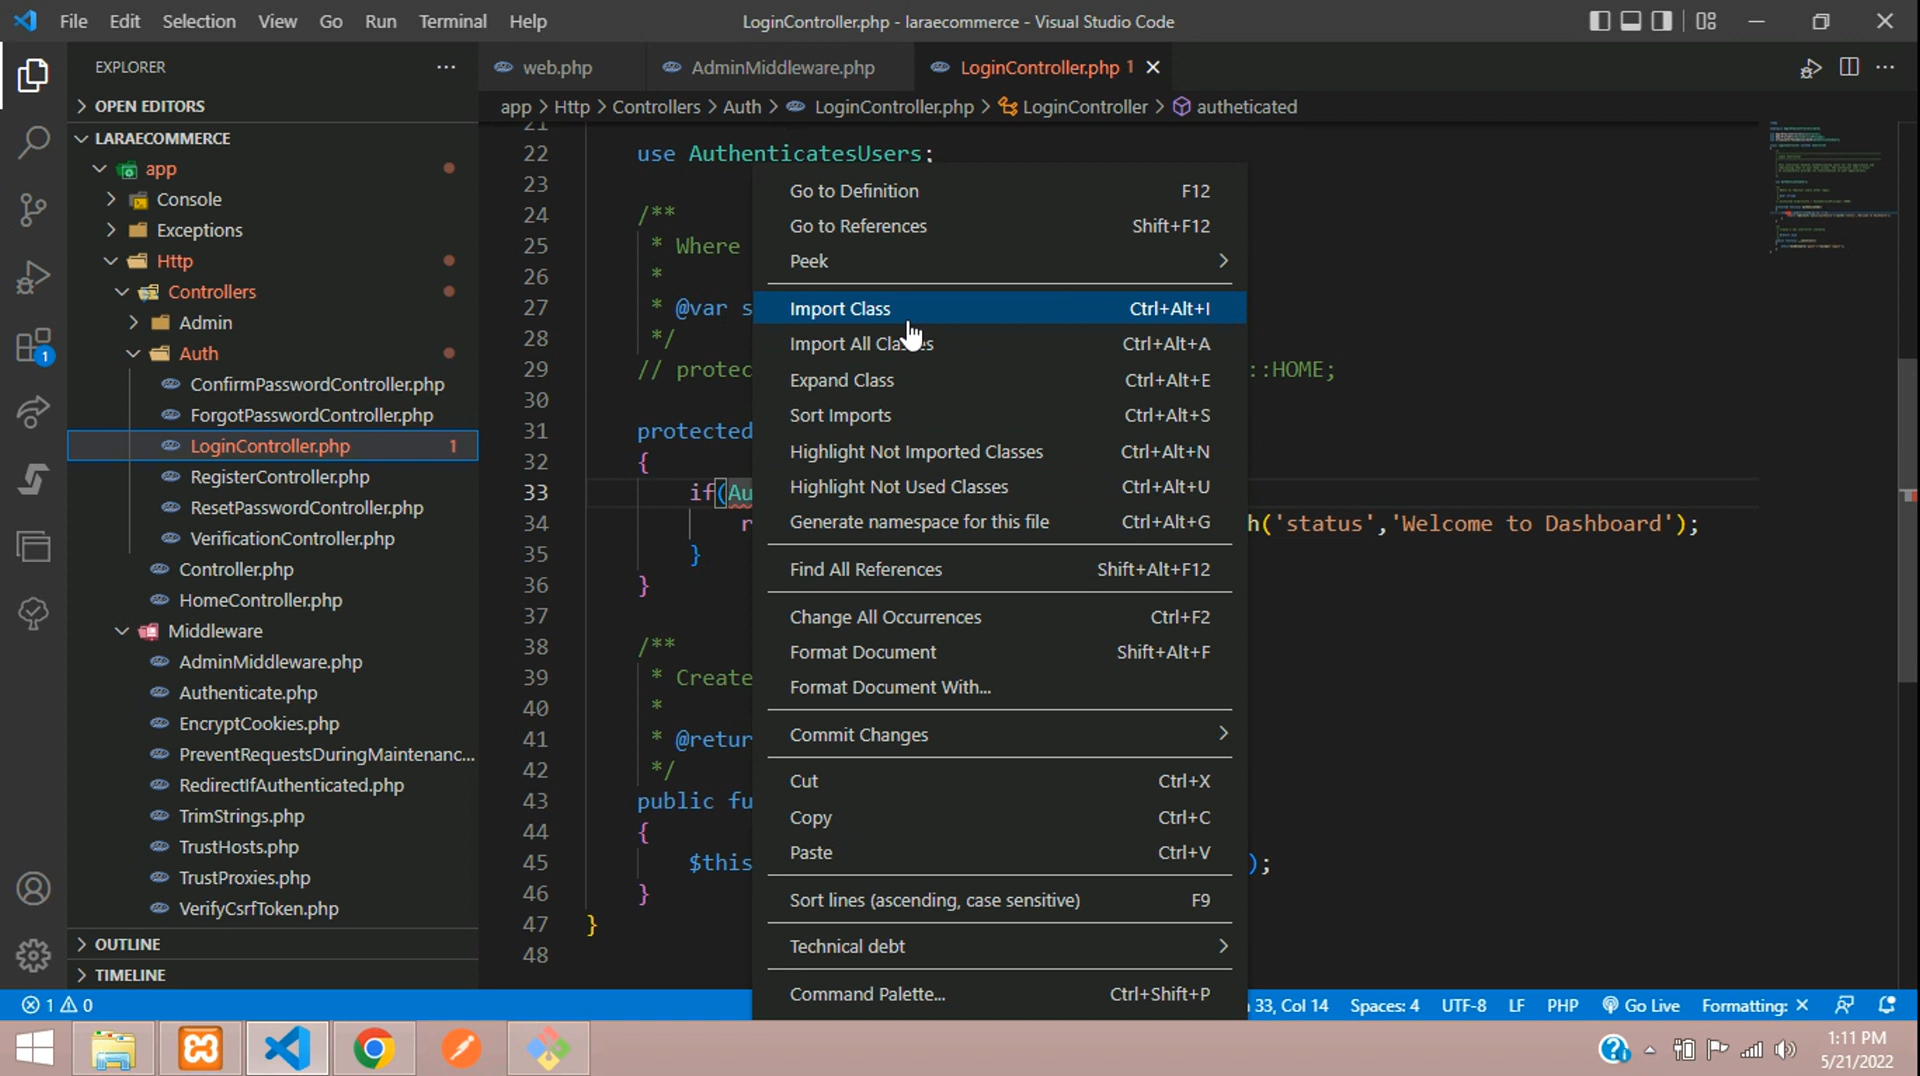 File Edit Selection View Go Run Terminal Help
LoginController.php - laraecommerce - Visual Studio Code
EXPLORER
OPEN EDITORS
LARAECOMMERCE
app
Console
Exceptions
Http
Controllers
Admin
Auth
ConfirmPasswordController.php
ForgotPasswordController.php
LoginController.php 1
RegisterController.php
ResetPasswordController.php
VerificationController.php
Controller.php
HomeController.php
Middleware
AdminMiddleware.php
Authenticate.php
EncryptCookies.php
PreventRequestsDuringMaintenanc...
RedirectIfAuthenticated.php
TrimStrings.php
TrustHosts.php
TrustProxies.php
VerifyCsrfToken.php
OUTLINE
TIMELINE
1
web.php
AdminMiddleware.php
LoginController.php 1
app > Http > Controllers > Auth > LoginController.php > LoginController > autheticated
21
22 use AuthenticatesUsers;
23
24 /**
25 * Where
26 *
27 * @var s
28 */
29 // protec ::HOME;
30
31 protected
32 {
33 if(Au
34 r h('status','Welcome to Dashboard');
35 }
36 }
37
38 /**
39 * Create
40 *
41 * @retur
42 */
43 public fu
44 {
45 $this );
46 }
47 }
48
Go to Definition F12
Go to References Shift+F12
Peek
Import Class Ctrl+Alt+I
Import All Classes Ctrl+Alt+A
Expand Class Ctrl+Alt+E
Sort Imports Ctrl+Alt+S
Highlight Not Imported Classes Ctrl+Alt+N
Highlight Not Used Classes Ctrl+Alt+U
Generate namespace for this file Ctrl+Alt+G
Find All References Shift+Alt+F12
Change All Occurrences Ctrl+F2
Format Document Shift+Alt+F
Format Document With...
Commit Changes
Cut Ctrl+X
Copy Ctrl+C
Paste Ctrl+V
Sort lines (ascending, case sensitive) F9
Technical debt
Command Palette... Ctrl+Shift+P
1 0
33, Col 14 Spaces: 4 UTF-8 LF PHP Go Live Formatting: ×
1:11 PM
5/21/2022